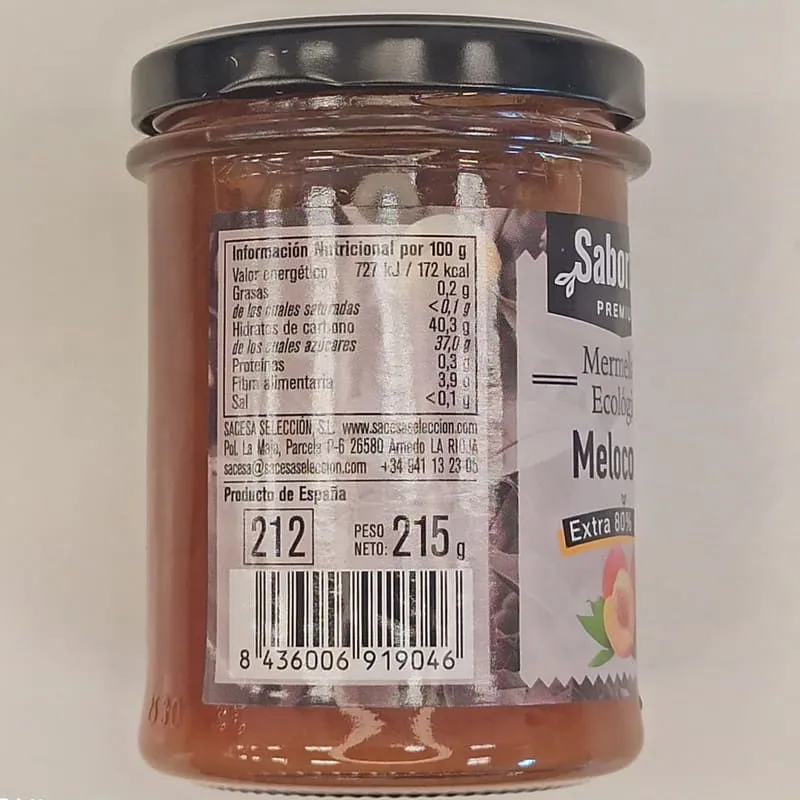 Información Nutricional por 100 g
Valor energético 727 kJ / 172 kcal
Grasas 0,2 g
de las cuales saturadas <0,1 g
Hidratos de carbono 40,3 g
de los cuales azúcares 37,0 g
Proteínas 0,3 g
Fibra alimentaria 3,9 g
Sal <0,1 g
SACESA SELECCIÓN, S.L. www.sacesaseleccion.com
Pol. La Maja, Parcela P-6 26580 Arnedo LA RIOJA
sacesa@sacesaseleccion.com +34 941 13 23 05
Producto de España
212
PESO NETO: 215 g
8 436006 919046
Sabor
PREMIU
Mermela
Ecológi
Meloco
Extra 80%